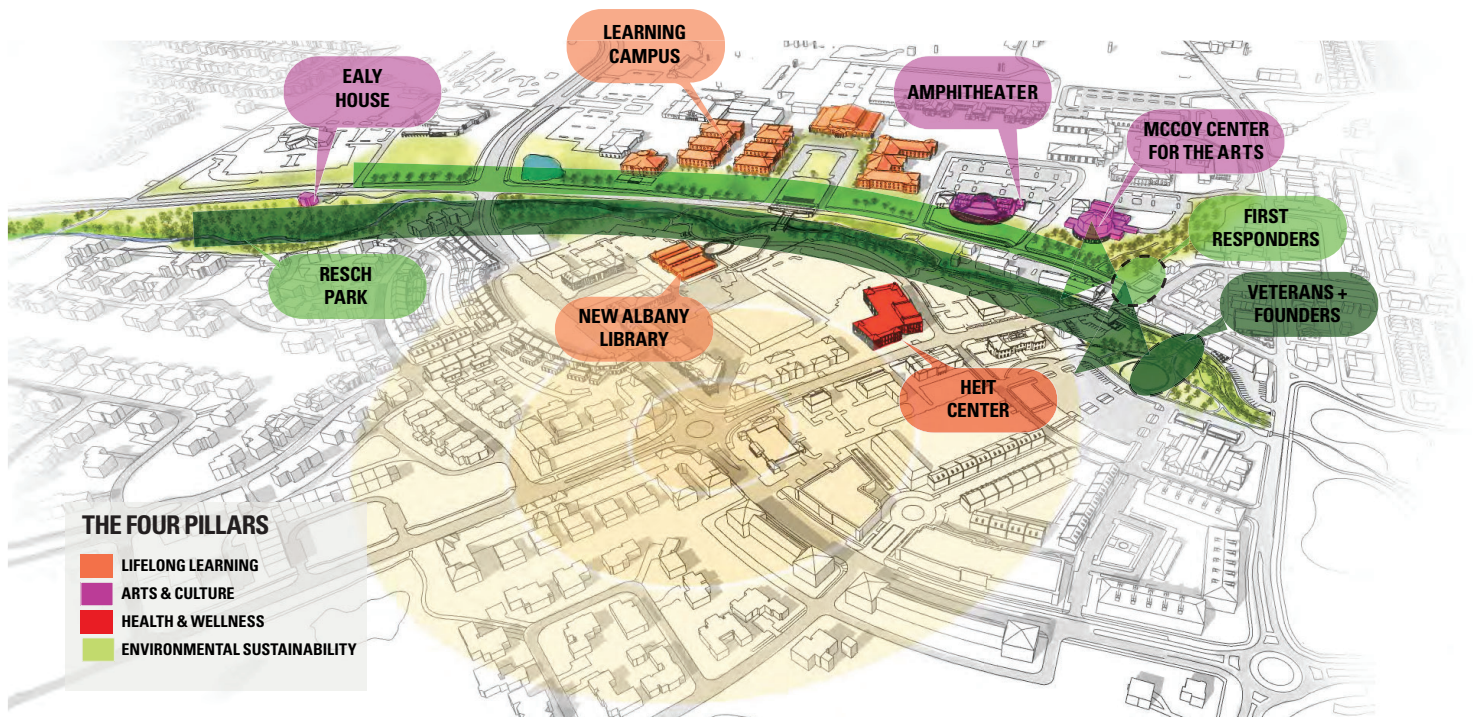 LEARNING
CAMPUS
EALY
HOUSE
AMPHITHEATER
MCCOY CENTER
FOR THE ARTS
FIRST
RESPONDERS
RESCH
PARK
VETERANS +
FOUNDERS
NEW ALBANY
LIBRARY
HEIT
CENTER
THE FOUR PILLARS
LIFELONG LEARNING
ARTS & CULTURE
HEALTH & WELLNESS
ENVIRONMENTAL SUSTAINABILITY